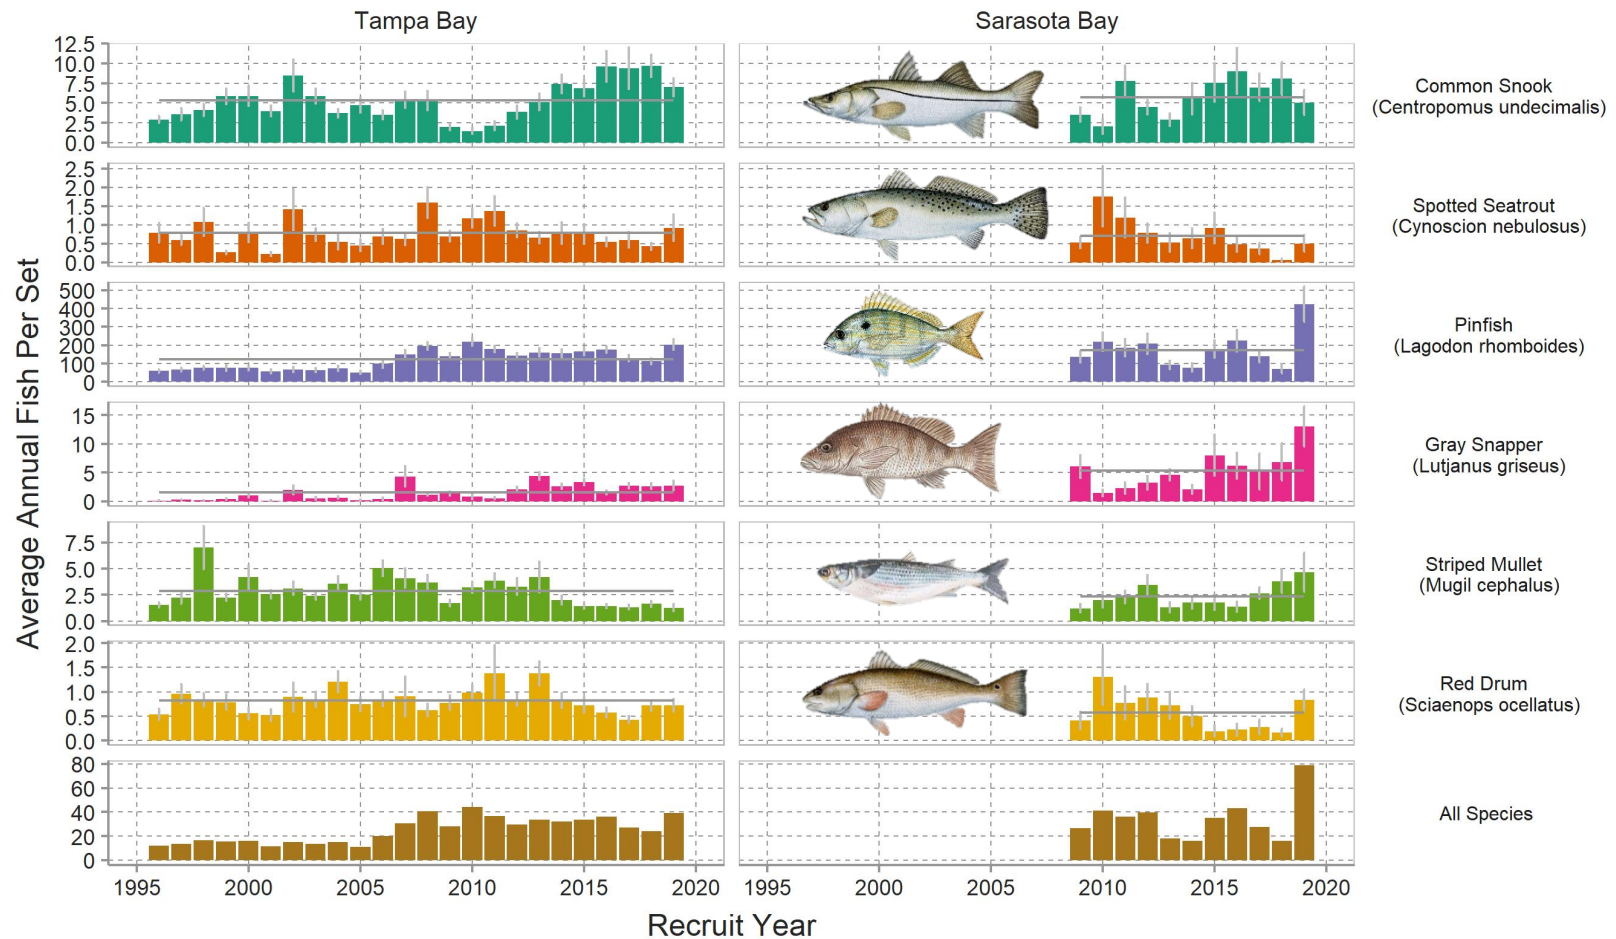 Tampa Bay
Sarasota Bay
Average Annual Fish Per Set
12.5
10.0
7.5
5.0
2.5
0.0
Common Snook
(Centropomus undecimalis)
2.5
2.0
1.5
1.0
0.5
0.0
Spotted Seatrout
(Cynoscion nebulosus)
500
400
300
200
100
0
Pinfish
(Lagodon rhomboides)
15
10
5
0
Gray Snapper
(Lutjanus griseus)
7.5
5.0
2.5
0.0
Striped Mullet
(Mugil cephalus)
2.0
1.5
1.0
0.5
0.0
Red Drum
(Sciaenops ocellatus)
80
60
40
20
0
All Species
1995 2000 2005 2010 2015 2020
1995 2000 2005 2010 2015 2020
Recruit Year